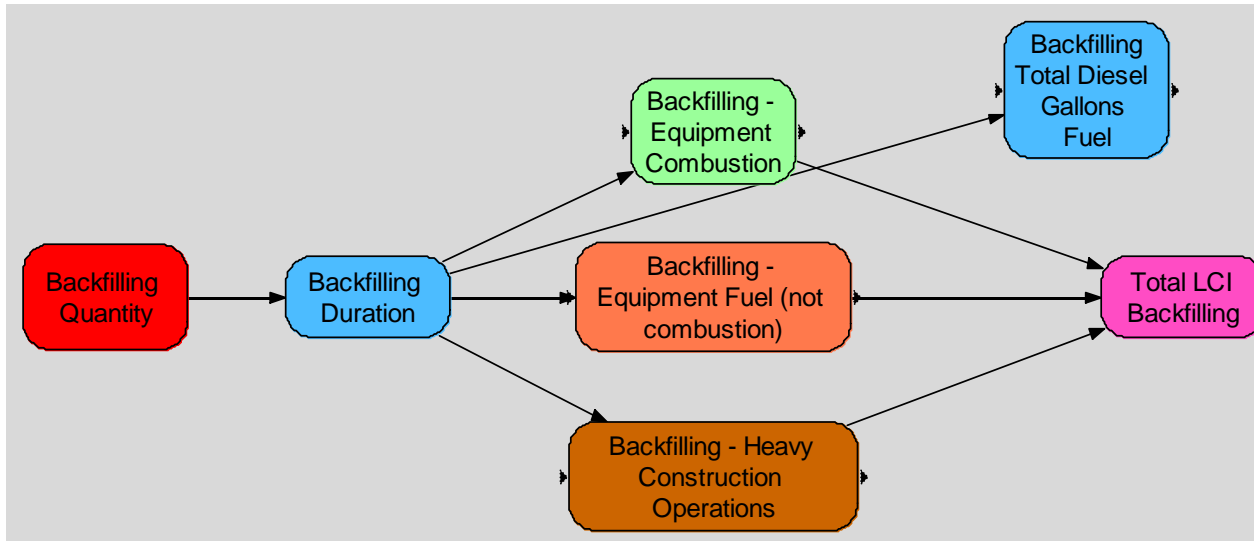 Backfilling
Quantity
Backfilling
Duration
Backfilling -
Equipment
Combustion
Backfilling
Total Diesel
Gallons
Fuel
Backfilling -
Equipment Fuel (not
combustion)
Total LCI
Backfilling
Backfilling - Heavy
Construction
Operations